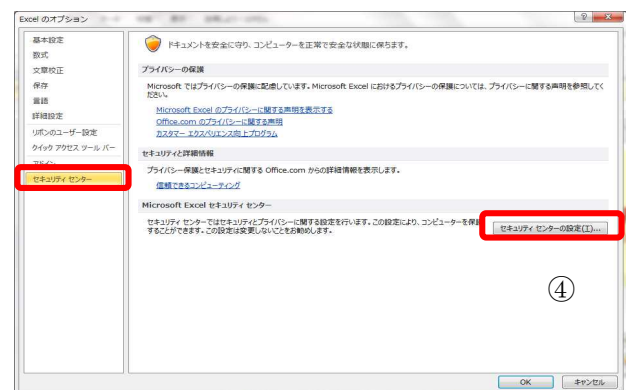 Excel のオプション
基本設定
数式
文章校正
保存
言語
詳細設定
リボンのユーザー設定
クイック アクセス ツール バー
アドイン
セキュリティ センター
ドキュメントを安全に守り、コンピューターを正常で安全な状態に保ちます。
プライバシーの保護
Microsoft ではプライバシーの保護に配慮しています。Microsoft Excel におけるプライバシーの保護については、プライバシーに関する声明を参照してく
ださい。
Microsoft Excel のプライバシーに関する声明を表示する
Office.com のプライバシーに関する声明
カスタマー エクスペリエンス向上プログラム
セキュリティと詳細情報
プライバシー保護とセキュリティに関する Office.com からの詳細情報を表示します。
信頼できるコンピューティング
Microsoft Excel セキュリティ センター
セキュリティ センターではセキュリティとプライバシーに関する設定を行います。この設定により、コンピューターを保護
することができます。この設定は変更しないことをお勧めします。
セキュリティ センターの設定(T)...
④
OK
キャンセル